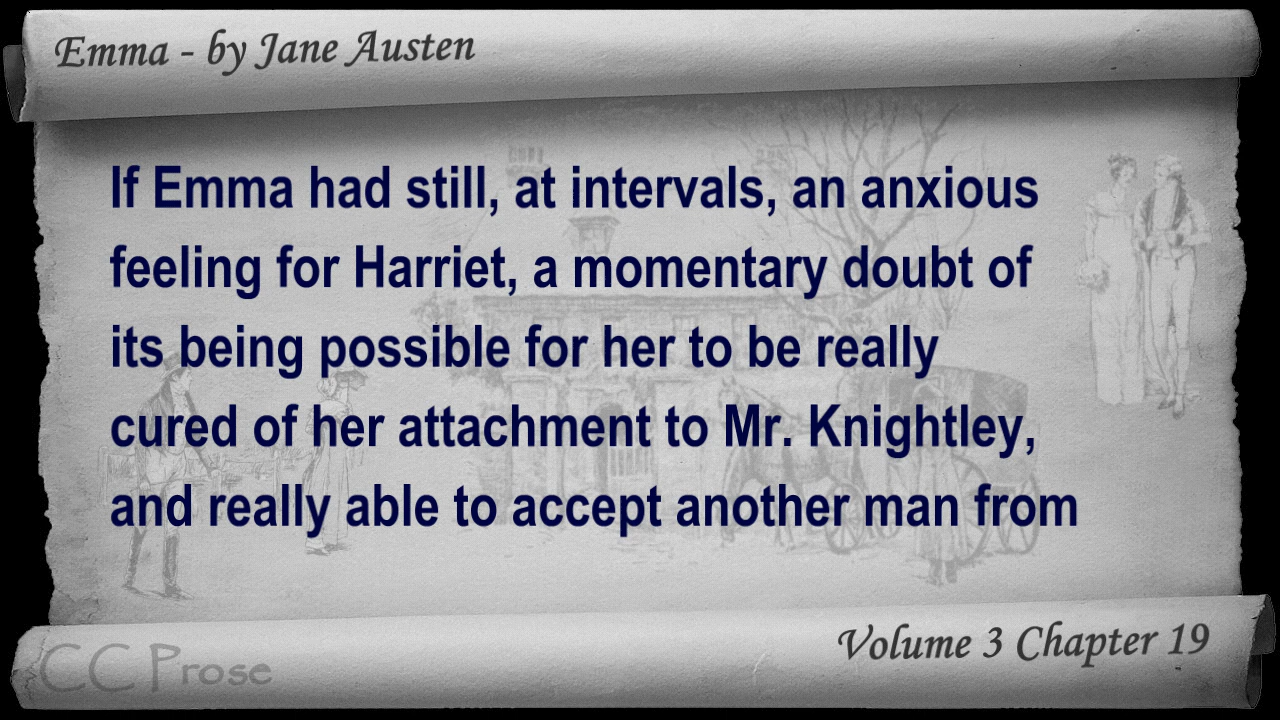 Emma - by Jane Austen
If Emma had still, at intervals, an anxious
feeling for Harriet, a momentary doubt of
its being possible for her to be really
cured of her attachment to Mr. Knightley,
and really able to accept another man from
Volume 3 Chapter 19
CC Prose